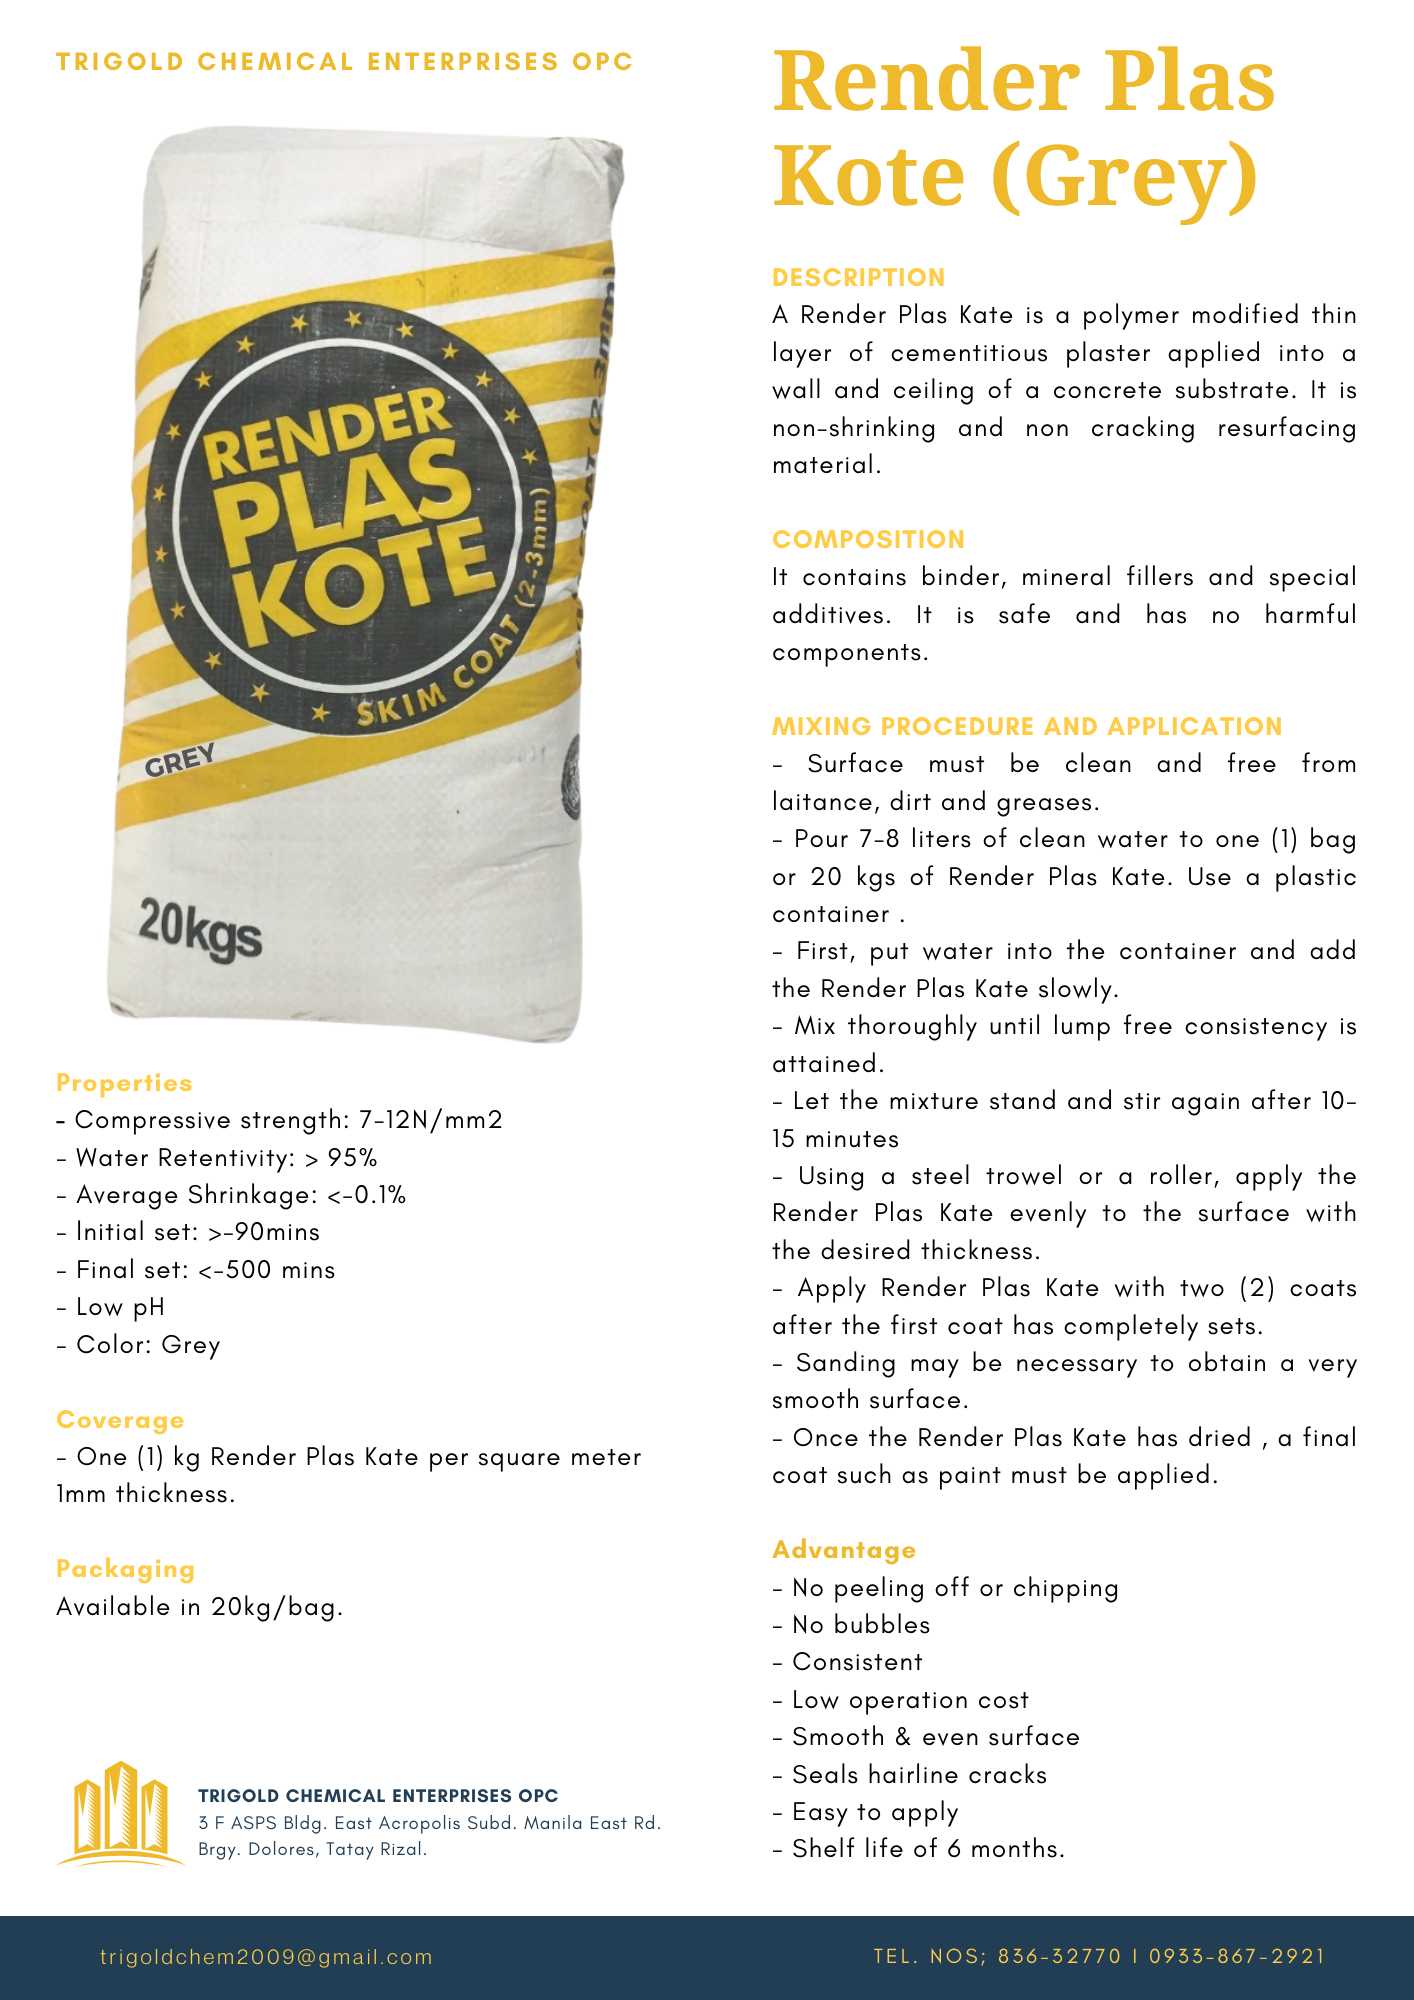 TRIGOLD CHEMICAL ENTERPRISES OPC
RENDER
PLAS
KOTE
SKIM COAT (2-3mm)
GREY
20kgs
Properties
- Compressive strength: 7-12N/mm2
- Water Retentivity: > 95%
- Average Shrinkage: <-0.1%
- Initial set: >-90mins
- Final set: <-500 mins
- Low pH
- Color: Grey
Coverage
- One (1) kg Render Plas Kate per square meter
1mm thickness.
Packaging
Available in 20kg/bag.
TRIGOLD CHEMICAL ENTERPRISES OPC
3 F ASPS Bldg. East Acropolis Subd. Manila East Rd.
Brgy. Dolores, Tatay Rizal.
Render Plas
Kote (Grey)
DESCRIPTION
A Render Plas Kate is a polymer modified thin
layer of cementitious plaster applied into a
wall and ceiling of a concrete substrate. It is
non-shrinking and non cracking resurfacing
material.
COMPOSITION
It contains binder, mineral fillers and special
additives. It is safe and has no harmful
components.
MIXING PROCEDURE AND APPLICATION
- Surface must be clean and free from
laitance, dirt and greases.
- Pour 7-8 liters of clean water to one (1) bag
or 20 kgs of Render Plas Kate. Use a plastic
container .
- First, put water into the container and add
the Render Plas Kate slowly.
- Mix thoroughly until lump free consistency is
attained.
- Let the mixture stand and stir again after 10-
15 minutes
- Using a steel trowel or a roller, apply the
Render Plas Kate evenly to the surface with
the desired thickness.
- Apply Render Plas Kate with two (2) coats
after the first coat has completely sets.
- Sanding may be necessary to obtain a very
smooth surface.
- Once the Render Plas Kate has dried , a final
coat such as paint must be applied.
Advantage
- No peeling off or chipping
- No bubbles
- Consistent
- Low operation cost
- Smooth & even surface
- Seals hairline cracks
- Easy to apply
- Shelf life of 6 months.
trigoldchem2009@gmail.com
TEL. NOS; 836-32770 | 0933-867-2921